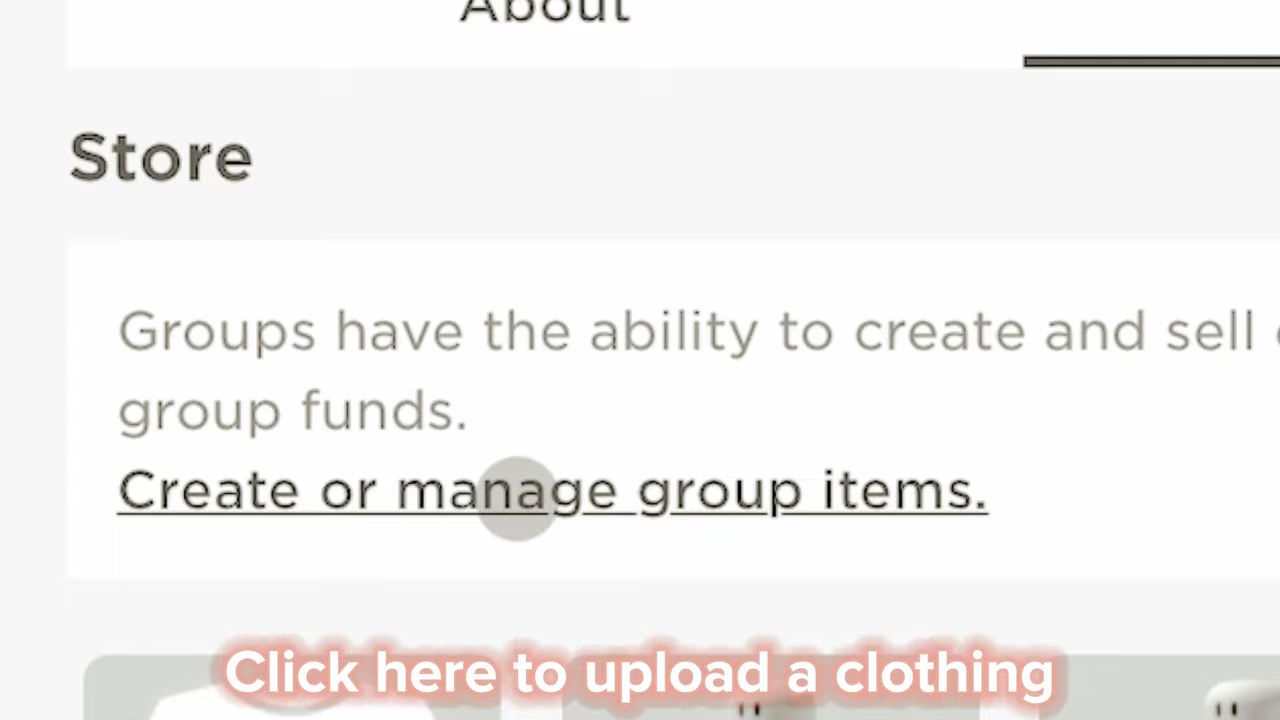 About
Store
Groups have the ability to create and sell
group funds.
Create or manage group items.
Click here to upload a clothing